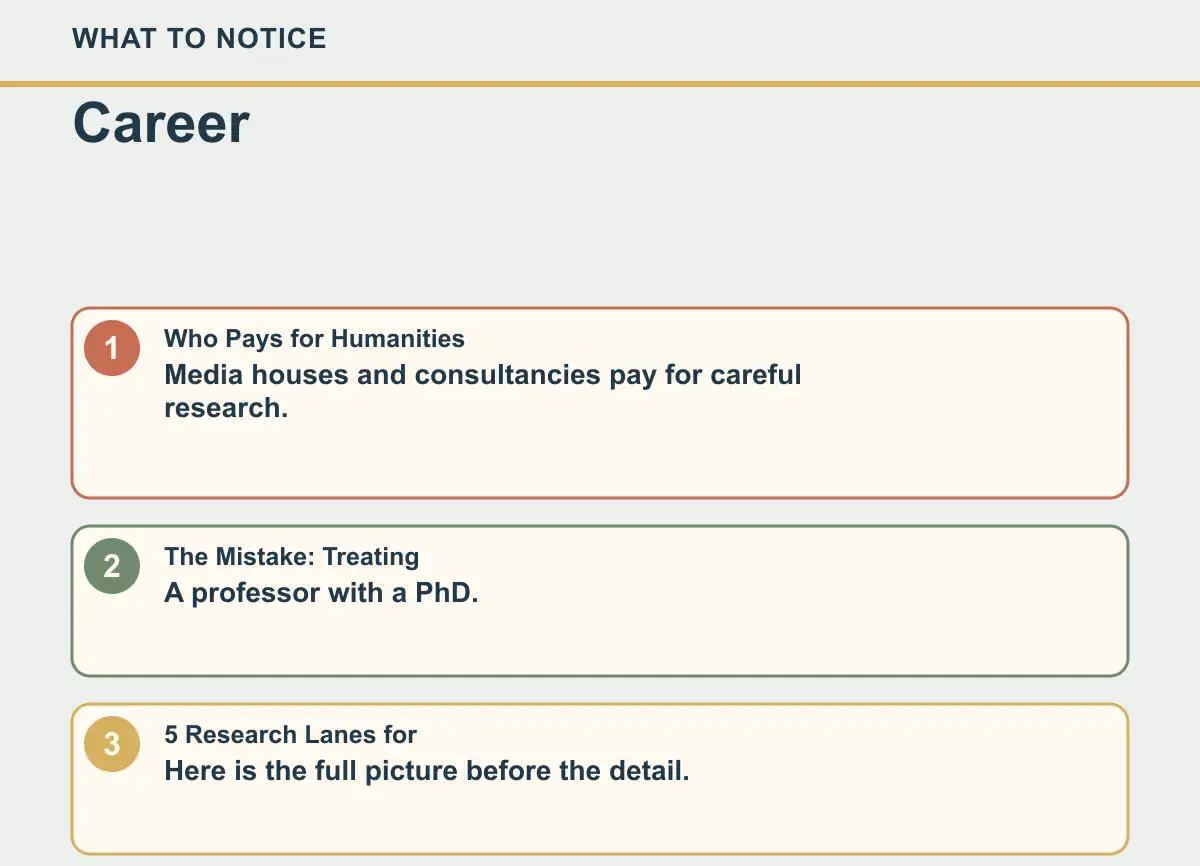 WHAT TO NOTICE
Career
1
Who Pays for Humanities
Media houses and consultancies pay for careful
research.
2
The Mistake: Treating
A professor with a PhD.
3
5 Research Lanes for
Here is the full picture before the detail.